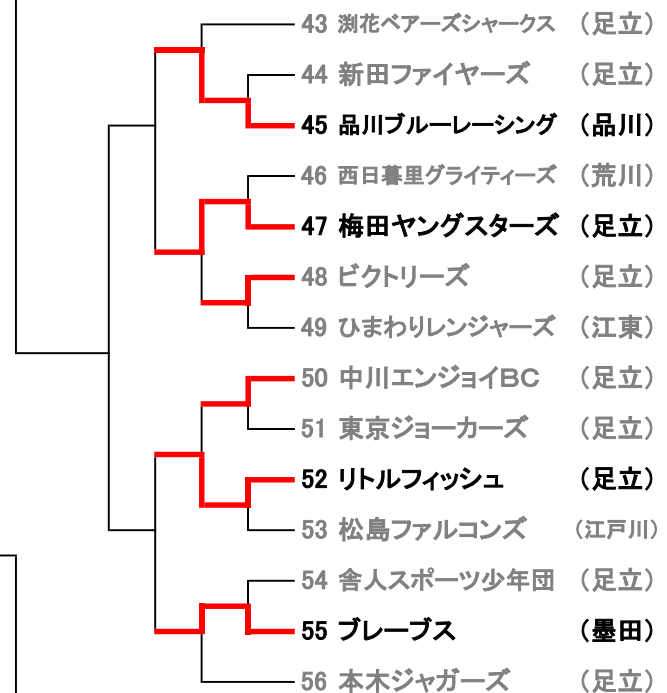 43 渕花ベアーズシャークス （足立）
44 新田ファイヤーズ （足立）
45 品川ブルーレーシング （品川）
46 西日暮里グライティーズ （荒川）
47 梅田ヤングスターズ （足立）
48 ビクトリーズ （足立）
49 ひまわりレンジャーズ （江東）
50 中川エンジョイBC （足立）
51 東京ジョーカーズ （足立）
52 リトルフィッシュ （足立）
53 松島ファルコンズ （江戸川）
54 舎人スポーツ少年団 （足立）
55 ブレーブス （墨田）
56 本木ジャガーズ （足立）